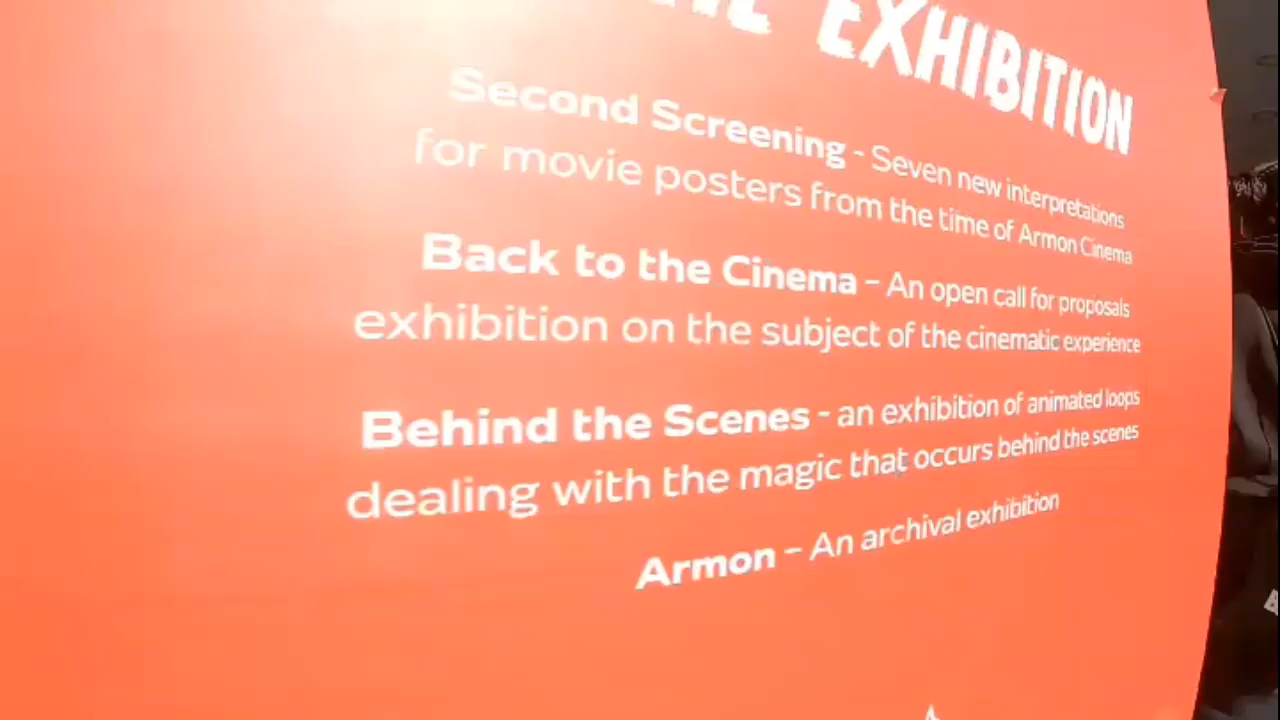 EXHIBITION
Second Screening - Seven new interpretations
for movie posters from the time of Armon Cinema
Back to the Cinema - An open call for proposals
exhibition on the subject of the cinematic experience
Behind the Scenes - an exhibition of animated loops
dealing with the magic that occurs behind the scenes
Armon - An archival exhibition